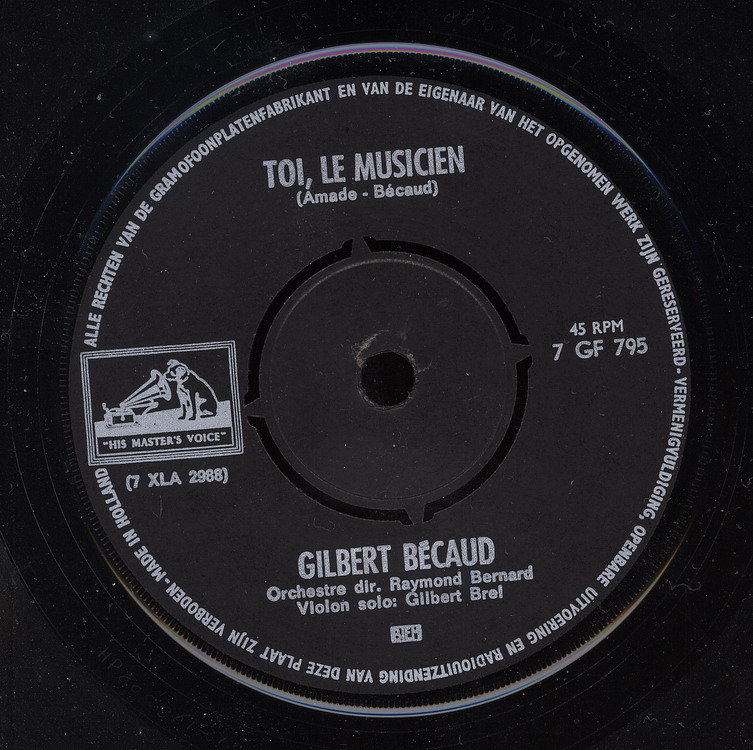 ALLE RECHTEN VAN DE GRAMOFOONPLATENFABRIKANT EN VAN DE EIGENAAR VAN HET OPGENOMEN WERK ZIJN GERESERVEERD - VERMENIGVULDIGING, OPENBARE UITVOERING EN RADIOUITZENDING VAN DEZE PLAAT ZIJN VERBODEN - MADE IN HOLLAND
TOI, LE MUSICIEN
(Amade - Bécaud)
45 RPM
7 GF 795
"HIS MASTER'S VOICE"
(7 XLA 2988)
GILBERT BÉCAUD
Orchestre dir. Raymond Bernard
Violon solo: Gilbert Brel
BIEM